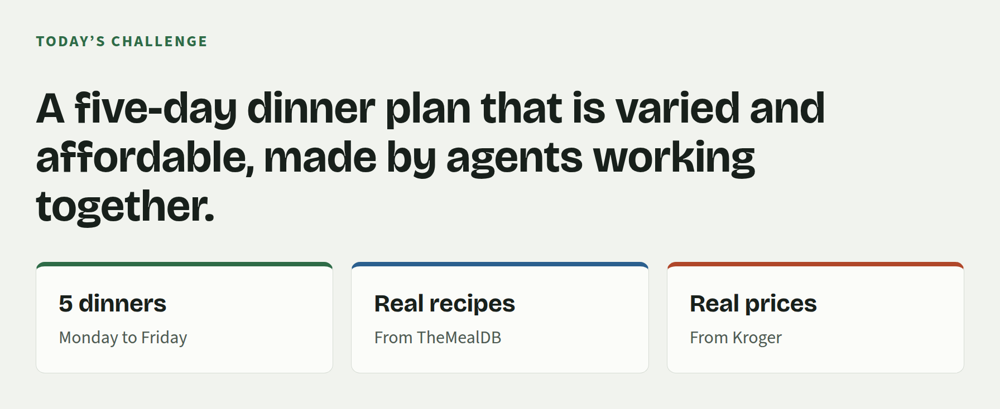 TODAY’S CHALLENGE
A five-day dinner plan that is varied and
affordable, made by agents working
together.
5 dinners
Monday to Friday
Real recipes
From TheMealDB
Real prices
From Kroger